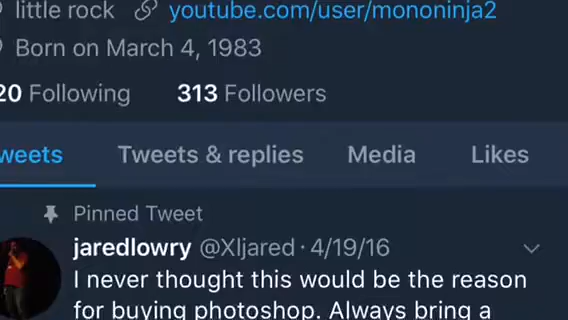 little rock youtube.com/user/mononinja2
Born on March 4, 1983
20 Following 313 Followers
weets Tweets & replies Media Likes
Pinned Tweet
jaredlowry @Xljared · 4/19/16
I never thought this would be the reason
for buying photoshop. Always bring a